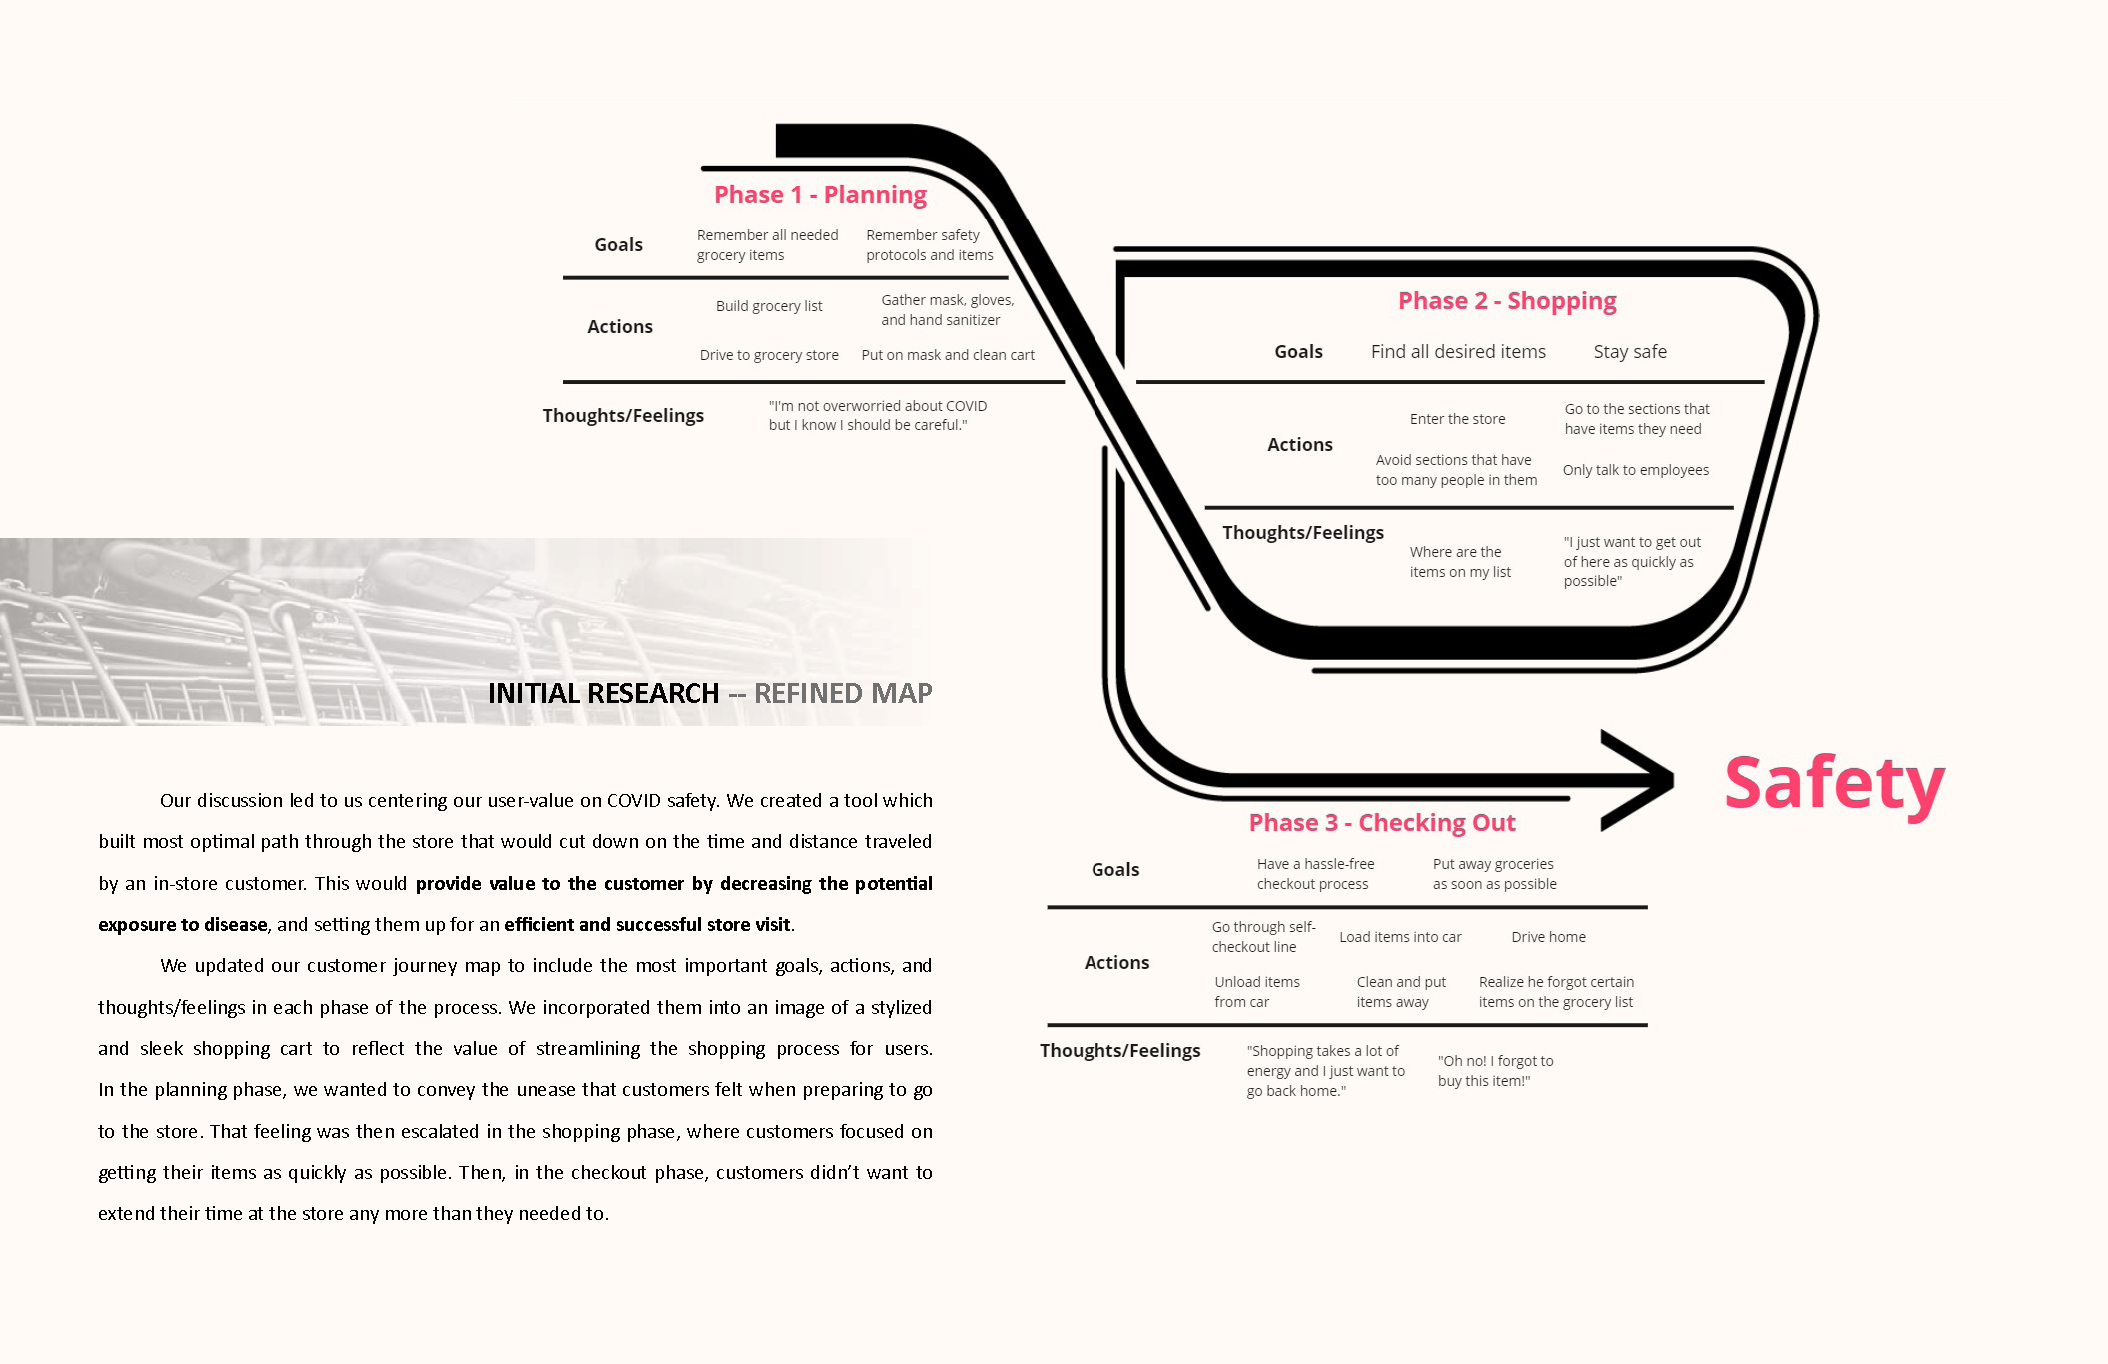 Phase 1 - Planning
Goals
Remember all needed
grocery items
Remember safety
protocols and items
Actions
Build grocery list
Gather mask, gloves,
and hand sanitizer
Drive to grocery store
Put on mask and clean cart
Thoughts/Feelings
"I'm not overworried about COVID
but I know I should be careful."
Phase 2 - Shopping
Goals
Find all desired items
Stay safe
Actions
Enter the store
Go to the sections that
have items they need
Avoid sections that have
too many people in them
Only talk to employees
Thoughts/Feelings
Where are the
items on my list
"I just want to get out
of here as quickly as
possible"
Safety
Phase 3 - Checking Out
Goals
Have a hassle-free
checkout process
Put away groceries
as soon as possible
Actions
Go through self-
checkout line
Load items into car
Drive home
Unload items
from car
Clean and put
items away
Realize he forgot certain
items on the grocery list
Thoughts/Feelings
"Shopping takes a lot of
energy and I just want to
go back home."
"Oh no! I forgot to
buy this item!"
INITIAL RESEARCH -- REFINED MAP
Our discussion led to us centering our user-value on COVID safety. We created a tool which
built most optimal path through the store that would cut down on the time and distance traveled
by an in-store customer. This would provide value to the customer by decreasing the potential
exposure to disease, and setting them up for an efficient and successful store visit.
We updated our customer journey map to include the most important goals, actions, and
thoughts/feelings in each phase of the process. We incorporated them into an image of a stylized
and sleek shopping cart to reflect the value of streamlining the shopping process for users.
In the planning phase, we wanted to convey the unease that customers felt when preparing to go
to the store. That feeling was then escalated in the shopping phase, where customers focused on
getting their items as quickly as possible. Then, in the checkout phase, customers didn’t want to
extend their time at the store any more than they needed to.